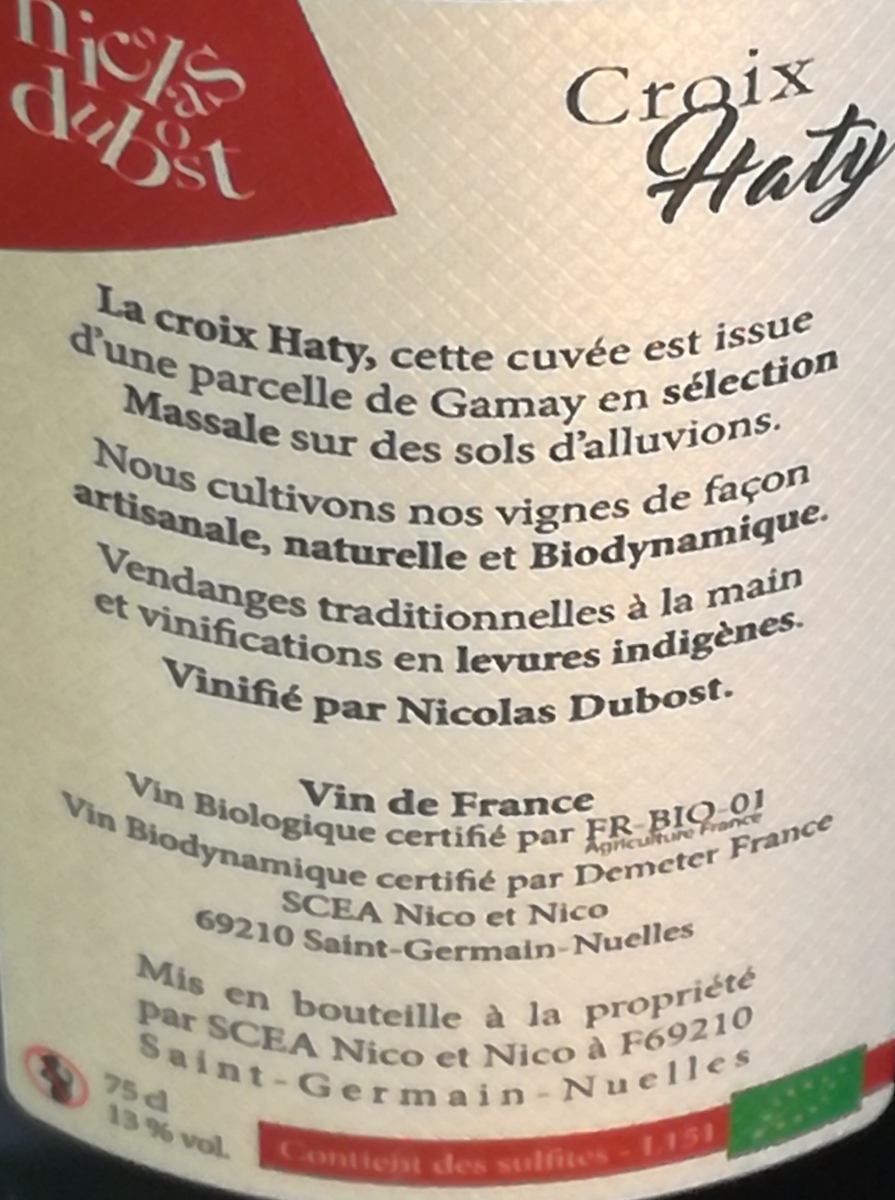 nicolas
dubost
Croix
Haty
La croix Haty, cette cuvée est issue
d'une parcelle de Gamay en sélection
Massale sur des sols d'alluvions.
Nous cultivons nos vignes de façon
artisanale, naturelle et Biodynamique.
Vendanges traditionnelles à la main
et vinifications en levures indigènes.
Vinifié par Nicolas Dubost.
Vin de France
Vin Biologique certifié par FR-BIO-01
Agriculture France
Vin Biodynamique certifié par Demeter France
SCEA Nico et Nico
69210 Saint-Germain-Nuelles
Mis en bouteille à la propriété
par SCEA Nico et Nico à F69210
Saint-Germain-Nuelles
75 cl
13 % vol.
Contient des sulfites - L151